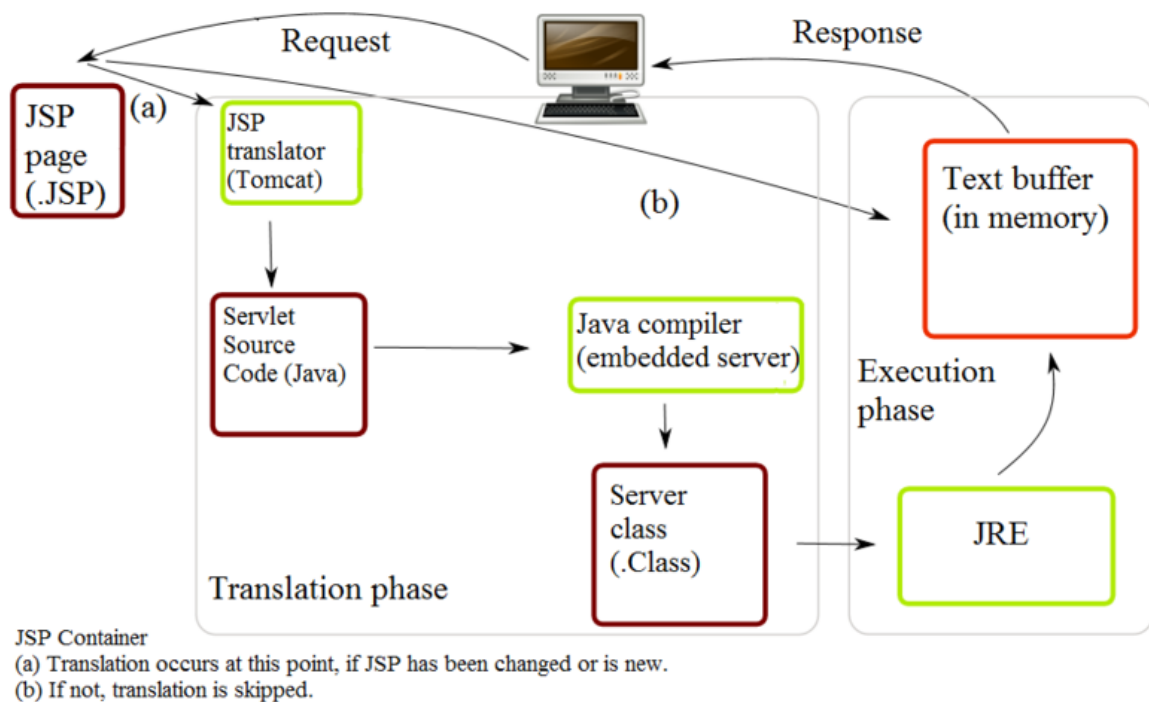 Request
Response
(a)
JSP
page
(.JSP)
JSP
translator
(Tomcat)
(b)
Text buffer
(in memory)
Servlet
Source
Code (Java)
Java compiler
(embedded server)
Execution
phase
Server
class
(.Class)
JRE
Translation phase
JSP Container
(a) Translation occurs at this point, if JSP has been changed or is new.
(b) If not, translation is skipped.